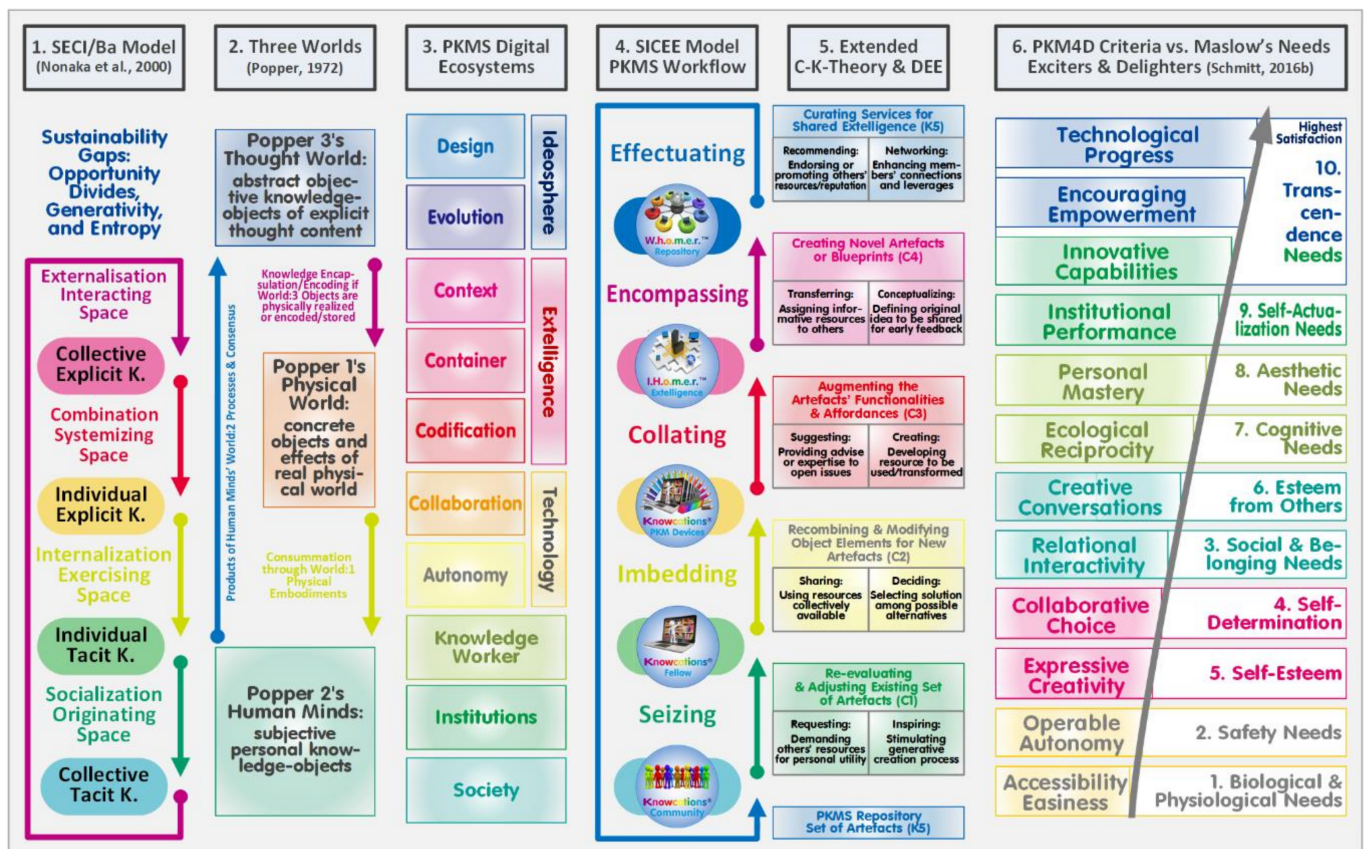 1. SECI/Ba Model
(Nonaka et al., 2000)
Sustainability
Gaps:
Opportunity
Divides,
Generativity,
and Entropy
Externalisation
Interacting
Space
Collective
Explicit K.
Combination
Systemizing
Space
Individual
Explicit K.
Internalization
Exercising
Space
Individual
Tacit K.
Socialization
Originating
Space
Collective
Tacit K.
2. Three Worlds
(Popper, 1972)
Popper 3's
Thought World:
abstract objec-
tive knowledge-
objects of explicit
thought content
Products of Human Minds' World:2 Processes & Consensus
Knowledge Encap-
sulation/Encoding if
World:3 Objects are
physically realized
or encoded/stored
Popper 1's
Physical
World:
concrete
objects and
effects of
real physi-
cal world
Consummation
through World:1
Physical
Embodiments
Popper 2's
Human Minds:
subjective
personal know-
ledge-objects
3. PKMS Digital
Ecosystems
Design
Evolution
Ideosphere
Context
Container
Codification
Extelligence
Collaboration
Autonomy
Technology
Knowledge
Worker
Institutions
Society
4. SICEE Model
PKMS Workflow
Effectuating
W.h.o.m.e.r.™
Repository
Encompassing
I.H.o.m.e.r.™
Extelligence
Collating
Knowcations®
PKM Devices
Imbedding
Knowcations®
Fellow
Seizing
Knowcations®
Community
5. Extended
C-K-Theory & DEE
Curating Services for
Shared Extelligence (K5)
Recommending:
Endorsing or
promoting others'
resources/reputation
Networking:
Enhancing mem-
bers' connections
and leverages
Creating Novel Artefacts
or Blueprints (C4)
Transferring:
Assigning infor-
mative resources
to others
Conceptualizing:
Defining original
idea to be shared
for early feedback
Augmenting the
Artefacts' Functionalities
& Affordances (C3)
Suggesting:
Providing advise
or expertise to
open issues
Creating:
Developing
resource to be
used/transformed
Recombining & Modifying
Object Elements for New
Artefacts (C2)
Sharing:
Using resources
collectively
available
Deciding:
Selecting solution
among possible
alternatives
Re-evaluating
& Adjusting Existing Set
of Artefacts (C1)
Requesting:
Demanding
others' resources
for personal utility
Inspiring:
Stimulating
generative
creation process
PKMS Repository
Set of Artefacts (K5)
6. PKM4D Criteria vs. Maslow's Needs
Exciters & Delighters (Schmitt, 2016b)
Technological
Progress
Encouraging
Empowerment
Innovative
Capabilities
Highest
Satisfaction
10.
Trans-
cen-
dence
Needs
Institutional
Performance
9. Self-Actua-
lization Needs
Personal
Mastery
8. Aesthetic
Needs
Ecological
Reciprocity
7. Cognitive
Needs
Creative
Conversations
6. Esteem
from Others
Relational
Interactivity
3. Social & Be-
longing Needs
Collaborative
Choice
4. Self-
Determination
Expressive
Creativity
5. Self-Esteem
Operable
Autonomy
2. Safety Needs
Accessibility
Easiness
1. Biological &
Physiological Needs